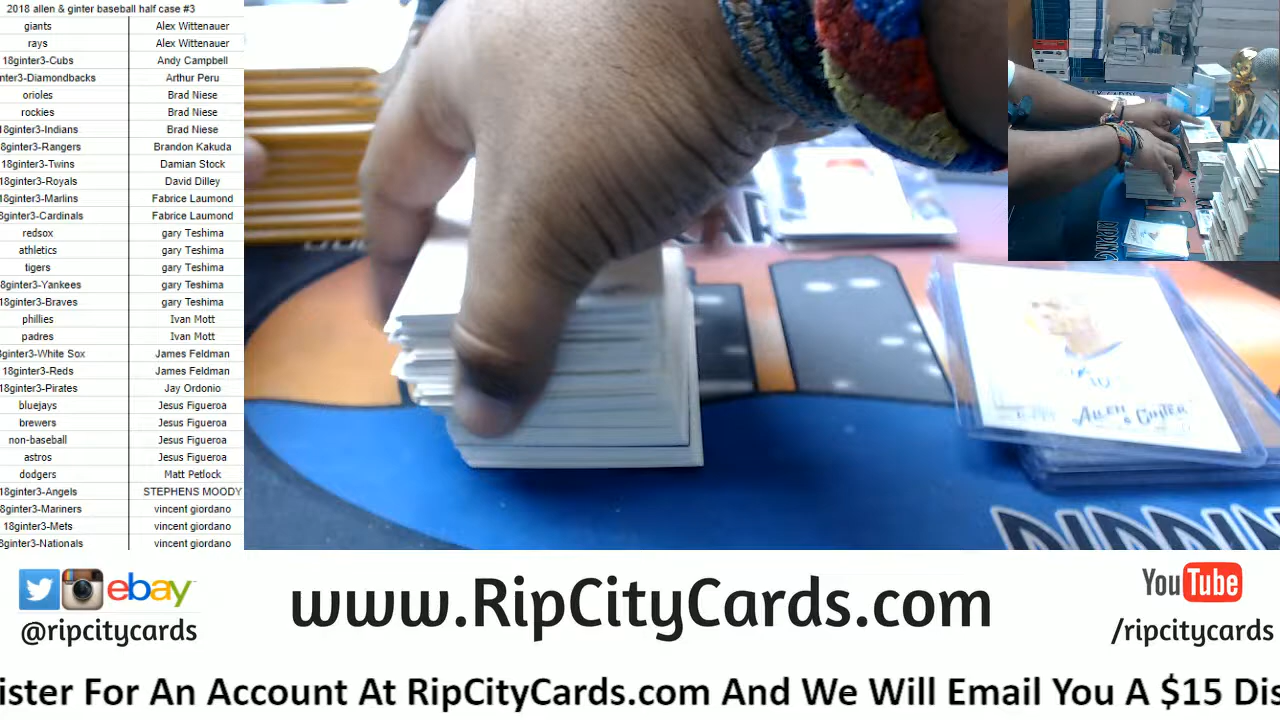 2018 allen & ginter baseball half case #3
giants Alex Wittenauer
rays Alex Wittenauer
18ginter3-Cubs Andy Campbell
nter3-Diamondbacks Arthur Peru
orioles Brad Niese
rockies Brad Niese
18ginter3-Indians Brad Niese
8ginter3-Rangers Brandon Kakuda
18ginter3-Twins Damian Stock
18ginter3-Royals David Dilley
18ginter3-Marlins Fabrice Laumond
8ginter3-Cardinals Fabrice Laumond
redsox gary Teshima
athletics gary Teshima
tigers gary Teshima
8ginter3-Yankees gary Teshima
18ginter3-Braves gary Teshima
phillies Ivan Mott
padres Ivan Mott
8ginter3-White Sox James Feldman
18ginter3-Reds James Feldman
18ginter3-Pirates Jay Ordonio
bluejays Jesus Figueroa
brewers Jesus Figueroa
non-baseball Jesus Figueroa
astros Jesus Figueroa
dodgers Matt Petlock
18ginter3-Angels STEPHENS MOODY
8ginter3-Mariners vincent giordano
18ginter3-Mets vincent giordano
8ginter3-Nationals vincent giordano
ALLEN & GINTER
RIPPIN
RIPPING
ebay
@ripcitycards
www.RipCityCards.com
YouTube
/ripcitycards
ister For An Account At RipCityCards.com And We Will Email You A $15 Dis